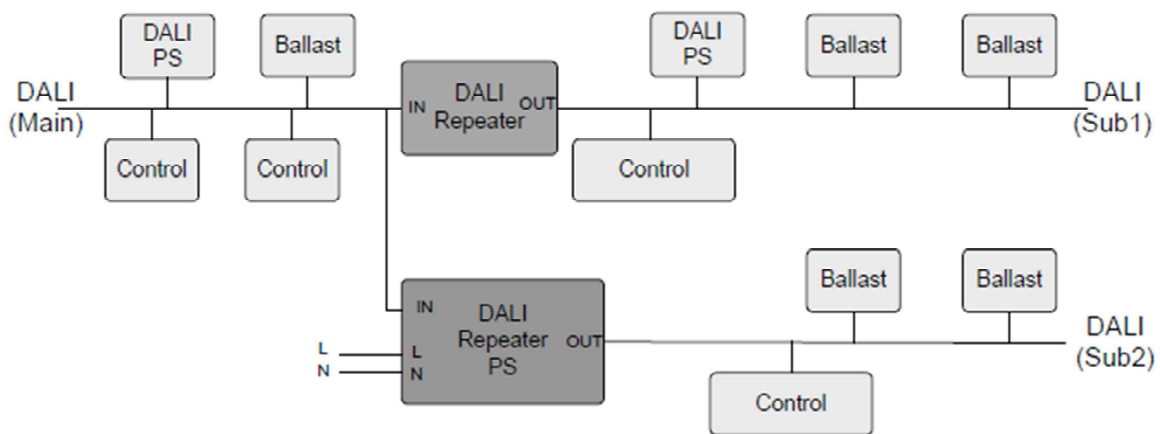 DALI
PS
Ballast
DALI
PS
Ballast
Ballast
DALI
(Main)
IN
DALI
Repeater
OUT
DALI
(Sub1)
Control
Control
Control
Ballast
Ballast
IN
DALI
Repeater
PS
OUT
L
L
N
N
DALI
(Sub2)
Control